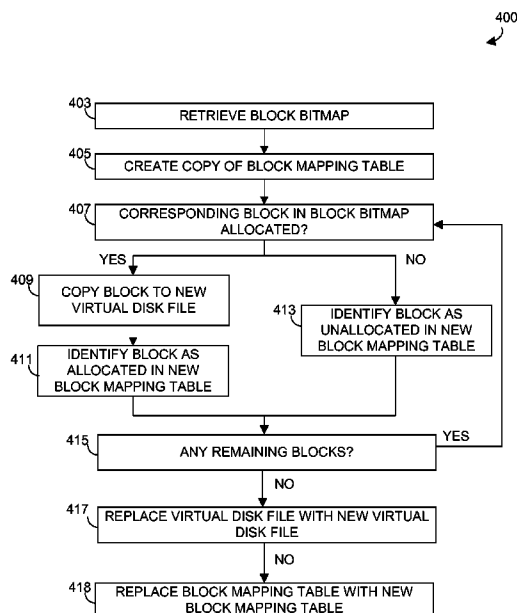 400
403
RETRIEVE BLOCK BITMAP
405
CREATE COPY OF BLOCK MAPPING TABLE
407
CORRESPONDING BLOCK IN BLOCK BITMAP
ALLOCATED?
YES
NO
409
COPY BLOCK TO NEW
VIRTUAL DISK FILE
413
IDENTIFY BLOCK AS
UNALLOCATED IN NEW
BLOCK MAPPING TABLE
411
IDENTIFY BLOCK AS
ALLOCATED IN NEW
BLOCK MAPPING TABLE
415
ANY REMAINING BLOCKS?
YES
NO
417
REPLACE VIRTUAL DISK FILE WITH NEW VIRTUAL
DISK FILE
NO
418
REPLACE BLOCK MAPPING TABLE WITH NEW
BLOCK MAPPING TABLE